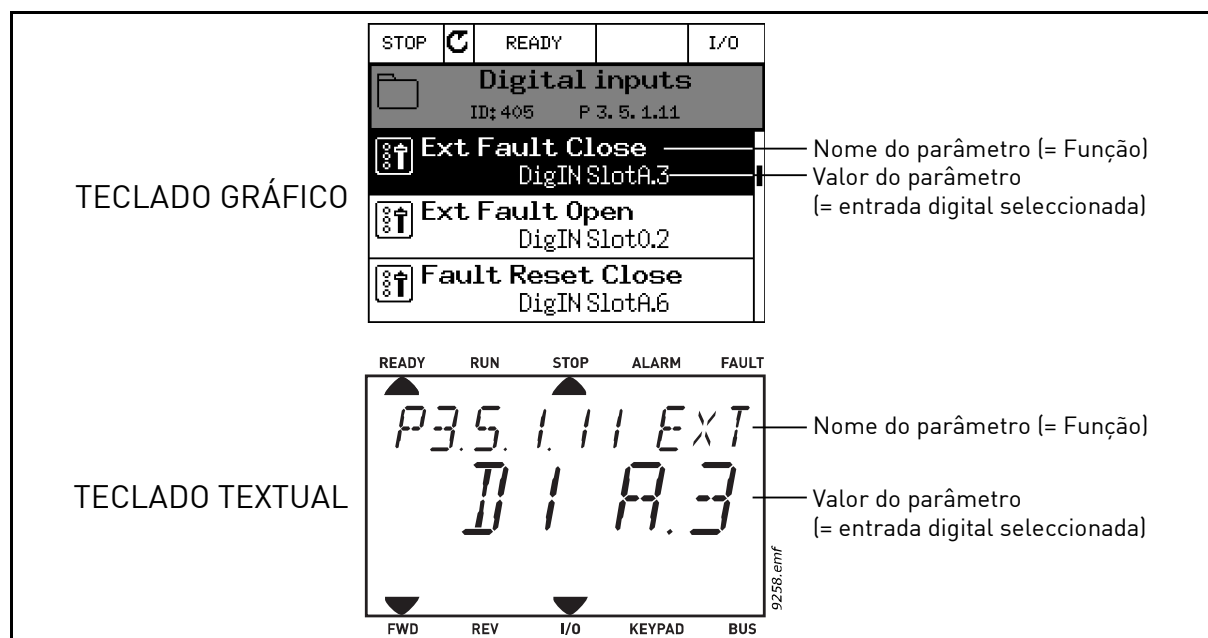 STOP READY I/O
Digital inputs
ID: 405 P 3.5.1.11
Ext Fault Close
DigIN SlotA.3
Ext Fault Open
DigIN Slot0.2
Fault Reset Close
DigIN SlotA.6
TECLADO GRÁFICO
Nome do parâmetro (= Função)
Valor do parâmetro
(= entrada digital seleccionada)
READY RUN STOP ALARM FAULT
P3.5.1.11 EXT
DI A.3
FWD REV I/O KEYPAD BUS
TECLADO TEXTUAL
Nome do parâmetro (= Função)
Valor do parâmetro
(= entrada digital seleccionada)
9258.emf